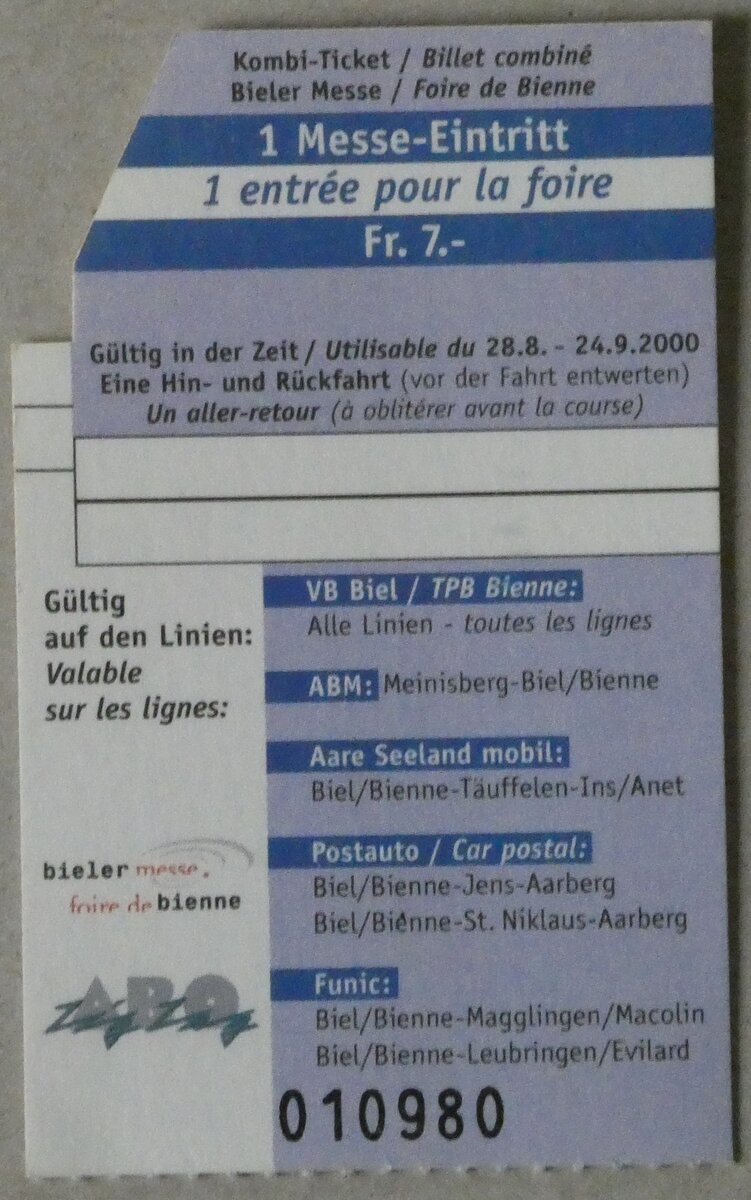 Kombi-Ticket / Billet combiné
Bieler Messe / Foire de Bienne
1 Messe-Eintritt
1 entrée pour la foire
Fr. 7.-
Gültig in der Zeit / Utilisable du 28.8. - 24.9.2000
Eine Hin- und Rückfahrt (vor der Fahrt entwerten)
Un aller-retour (à oblitérer avant la course)
Gültig
auf den Linien:
Valable
sur les lignes:
VB Biel / TPB Bienne:
Alle Linien - toutes les lignes
ABM: Meinisberg-Biel/Bienne
Aare Seeland mobil:
Biel/Bienne-Täuffelen-Ins/Anet
Postauto / Car postal:
Biel/Bienne-Jens-Aarberg
Biel/Bienne-St. Niklaus-Aarberg
Funic:
Biel/Bienne-Magglingen/Macolin
Biel/Bienne-Leubringen/Evilard
bieler messe.
foire de bienne
ABO
ZigZag
010980